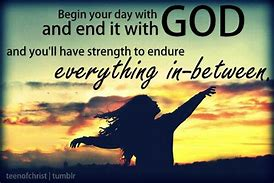 Begin your day with
and end it with GOD
and you'll have strength to endure
everything in-between
teenofchrist | tumblr